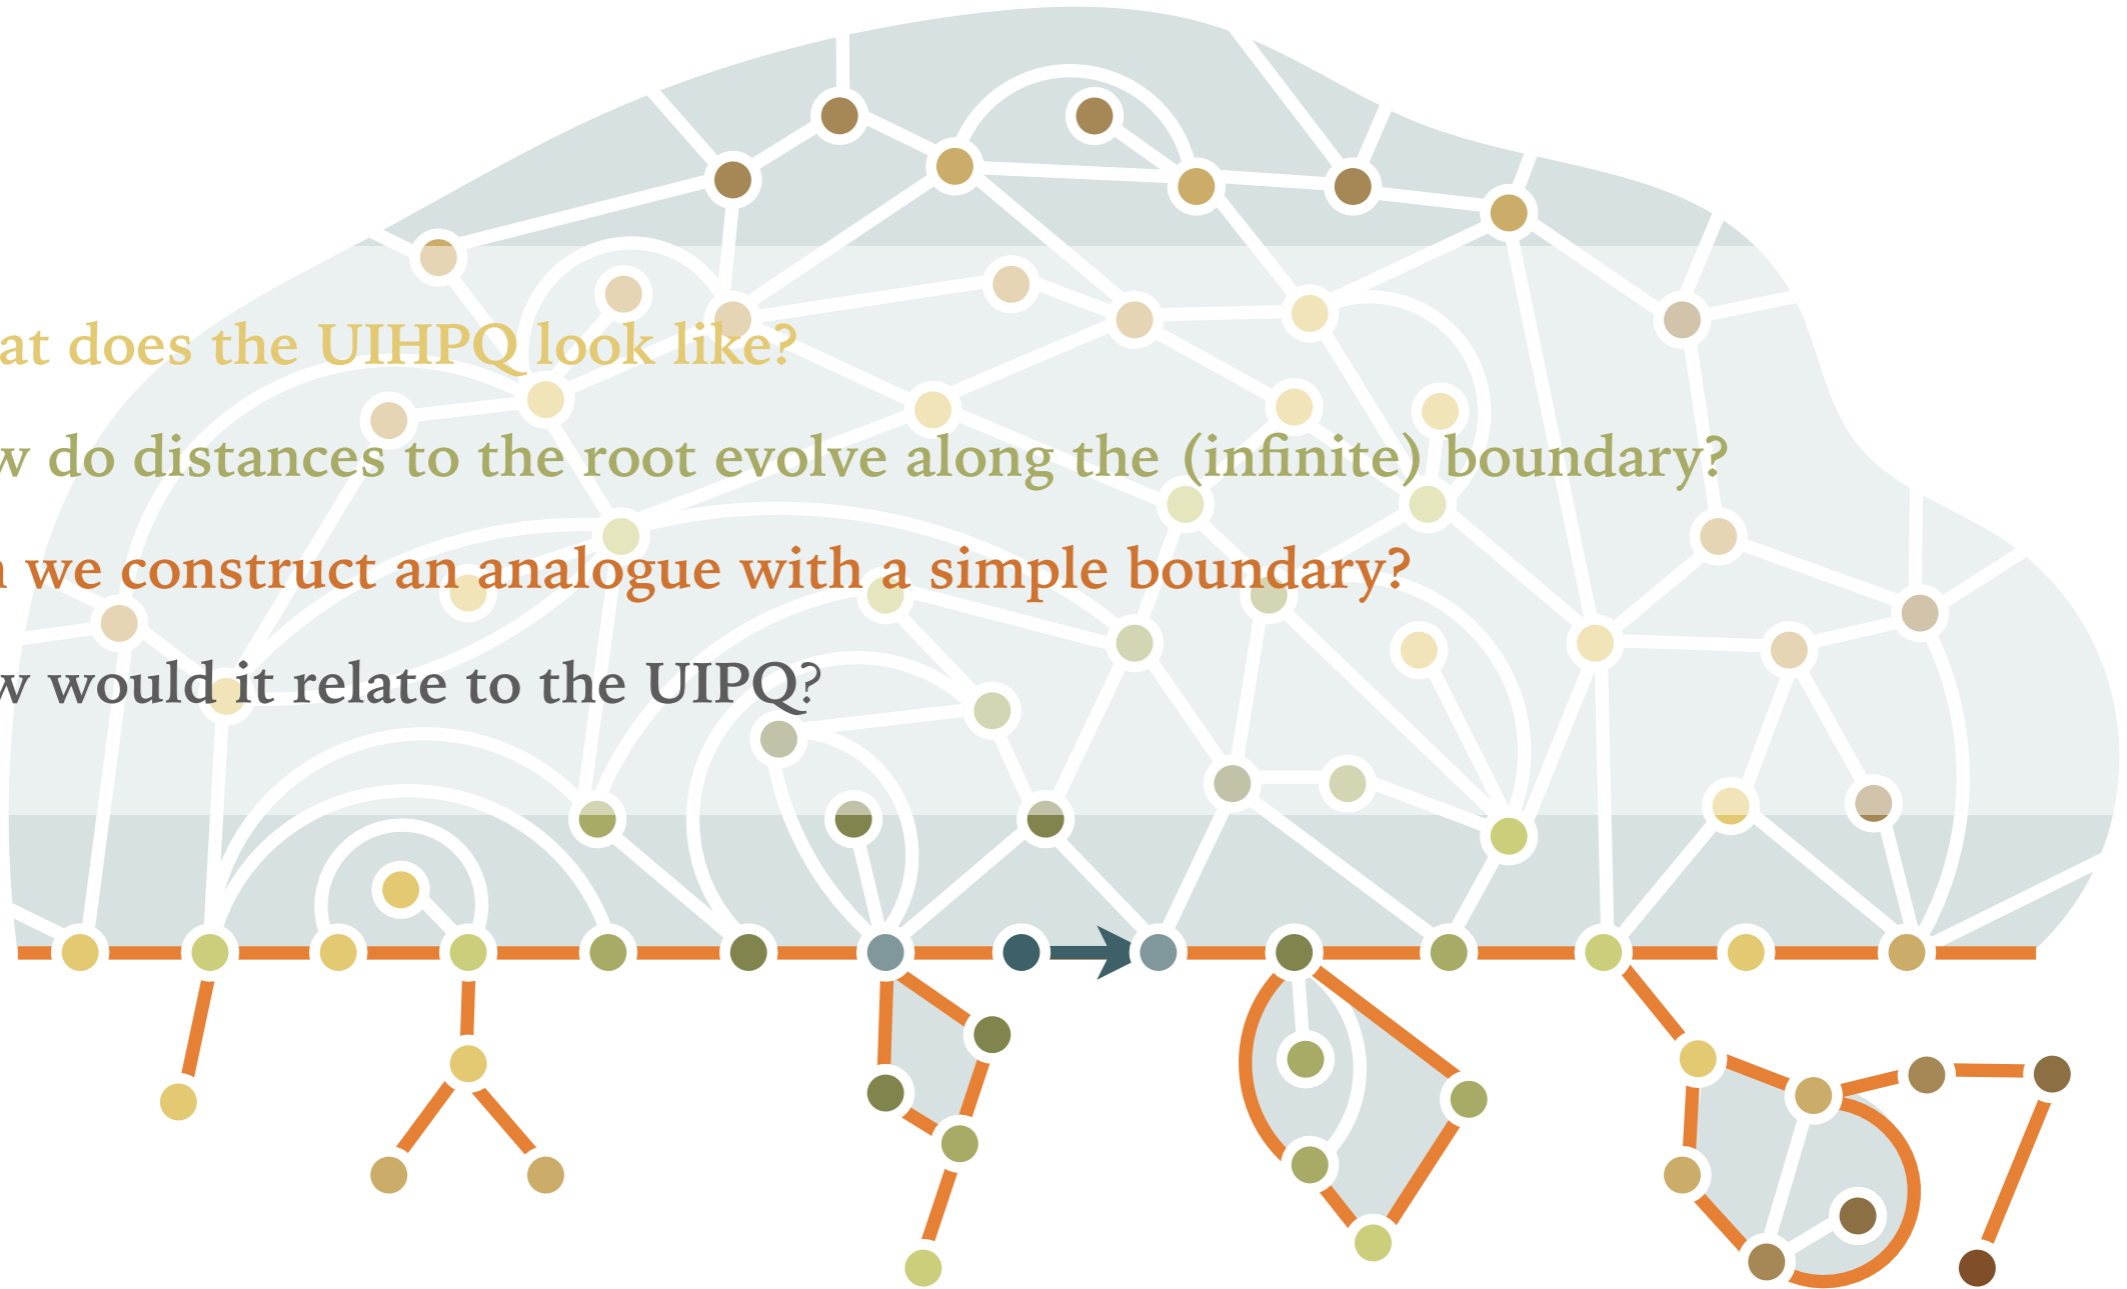 at does the UIHPQ look like?
w do distances to the root evolve along the (infinite) boundary?
we construct an analogue with a simple boundary?
w would it relate to the UIPQ?